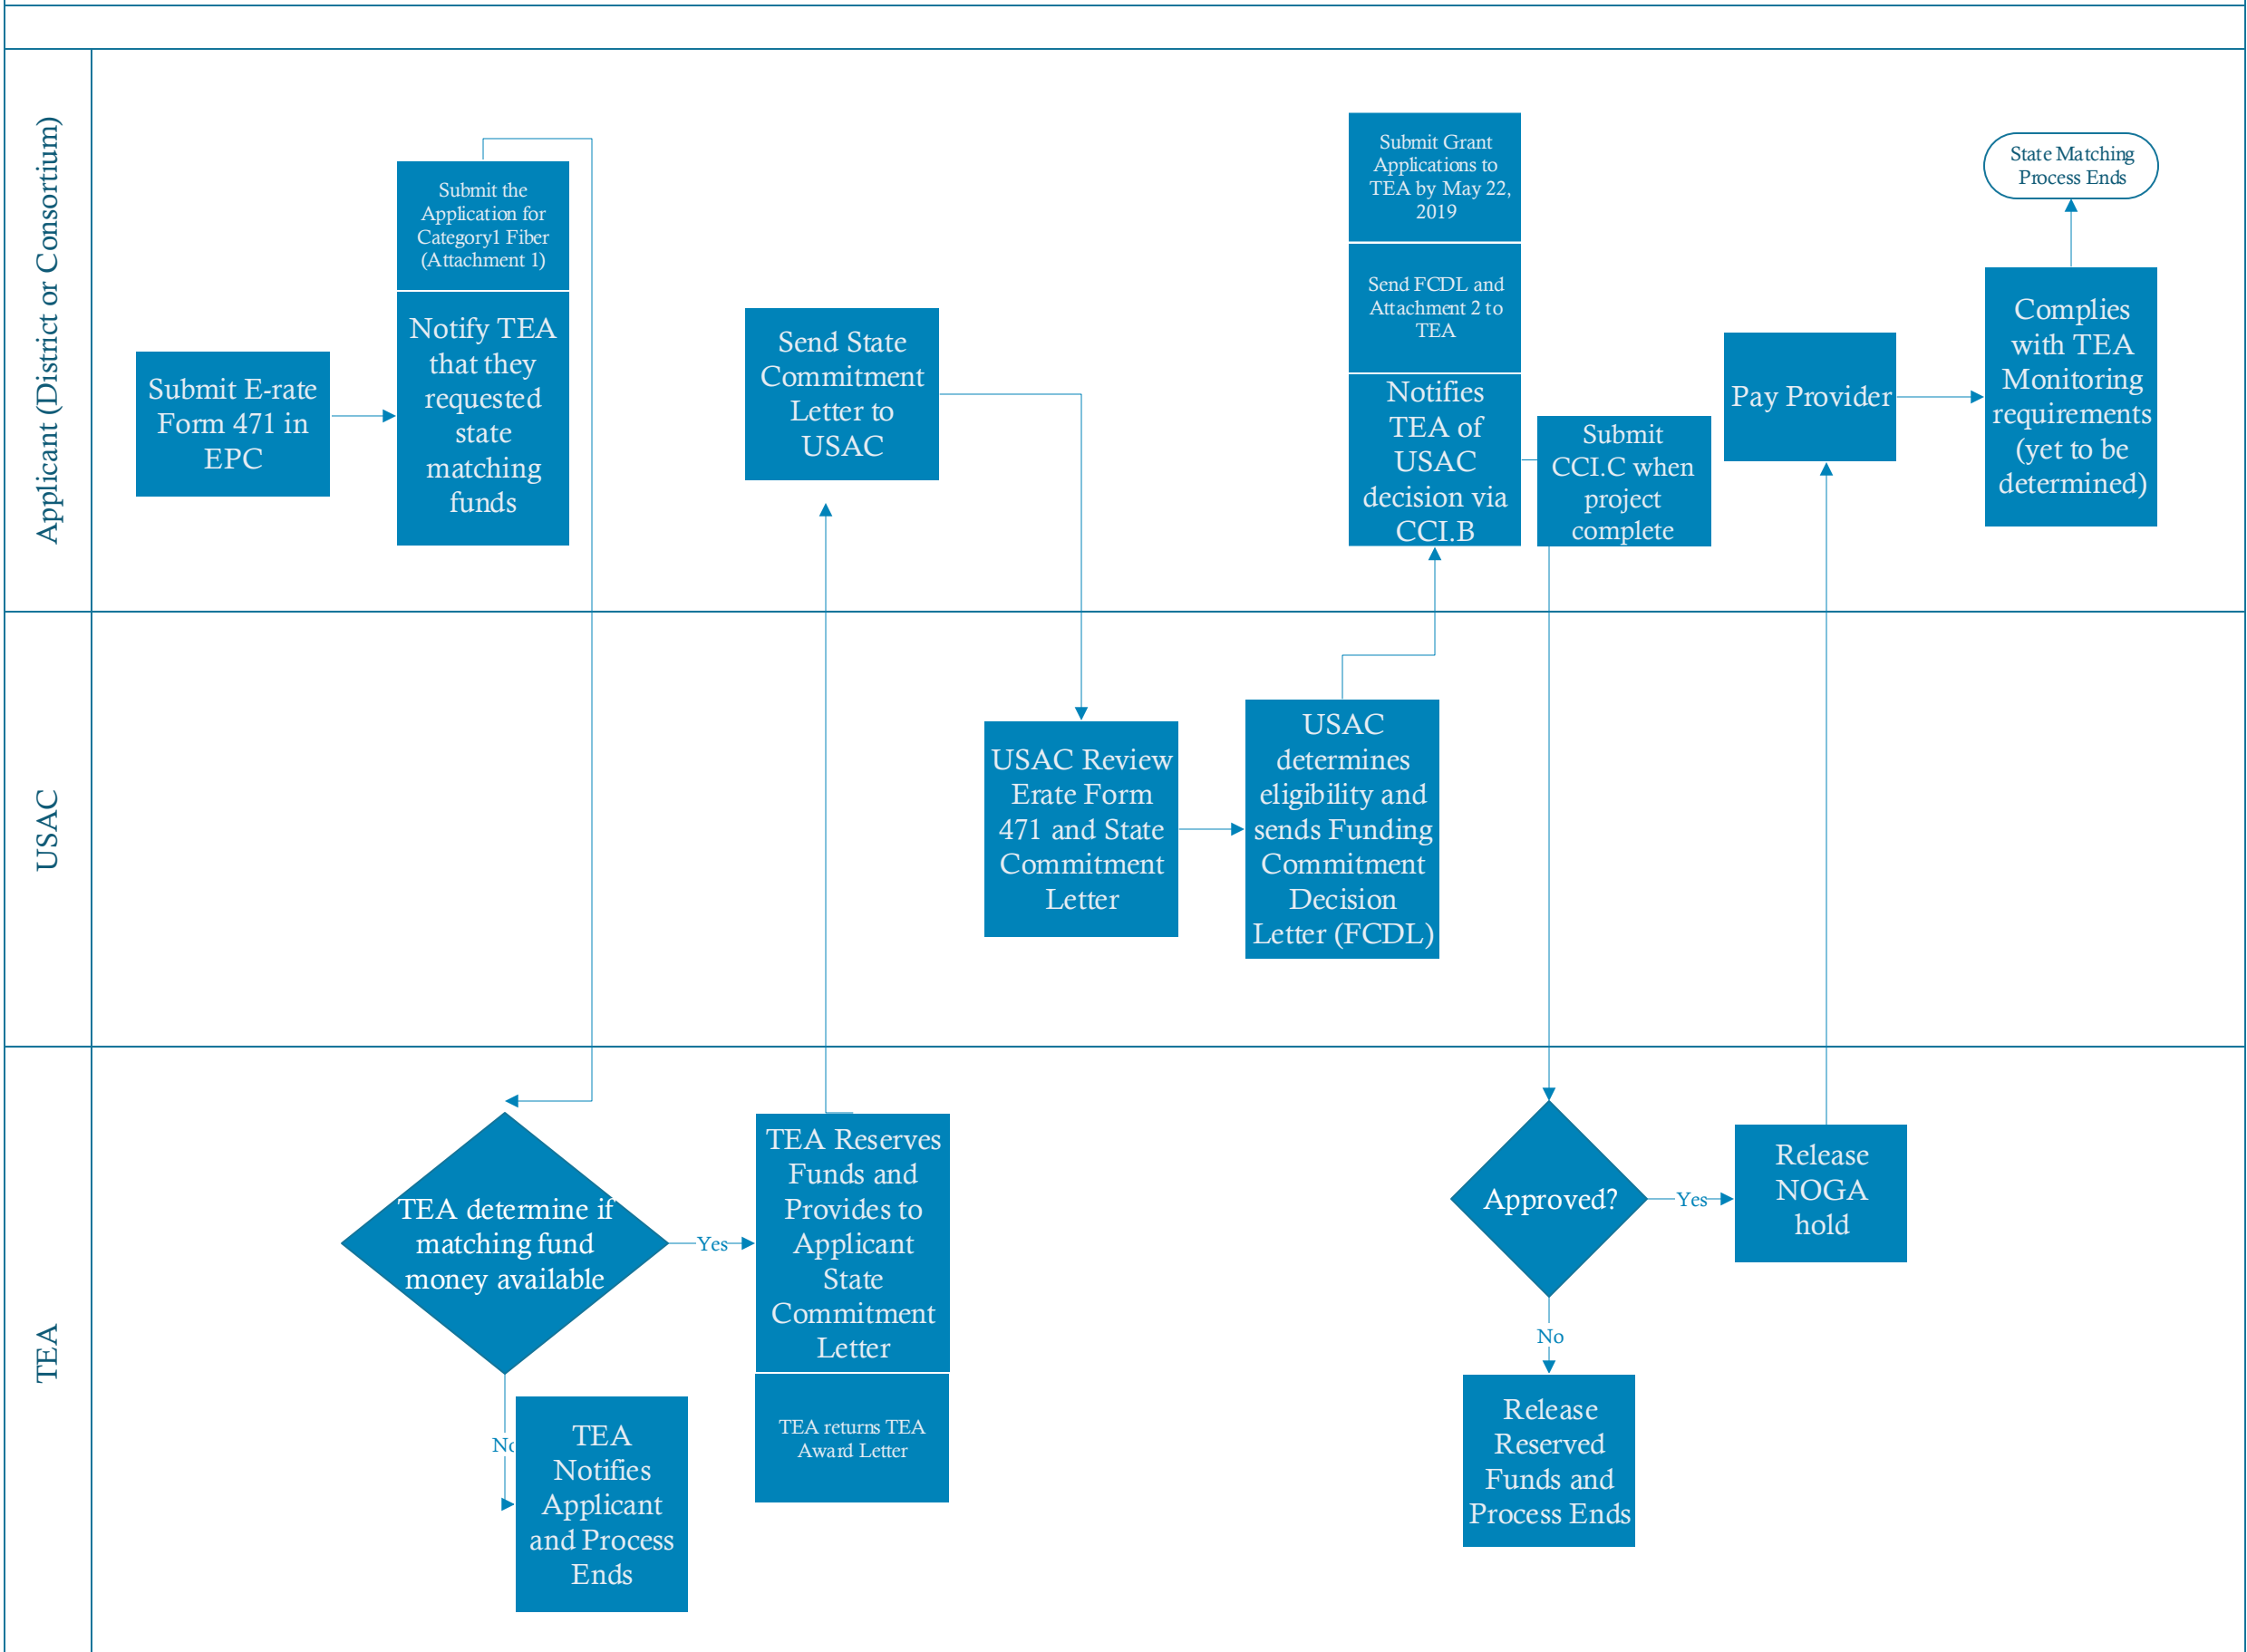 Applicant (District or Consortium)
Submit E-rate
Form 471 in
EPC
Submit the
Application for
Category1 Fiber
(Attachment 1)
Notify TEA
that they
requested
state
matching
funds
Send State
Commitment
Letter to
USAC
Submit Grant
Applications to
TEA by May 22,
2019
Send FCDL and
Attachment 2 to
TEA
Notifies
TEA of
USAC
decision via
CCI.B
Submit
CCI.C when
project
complete
Pay Provider
Complies
with TEA
Monitoring
requirements
(yet to be
determined)
State Matching
Process Ends
USAC
USAC Review
Erate Form
471 and State
Commitment
Letter
USAC
determines
eligibility and
sends Funding
Commitment
Decision
Letter (FCDL)
TEA
TEA determine if
matching fund
money available
Yes
No
TEA
Notifies
Applicant
and Process
Ends
TEA Reserves
Funds and
Provides to
Applicant
State
Commitment
Letter
TEA returns TEA
Award Letter
Approved?
Yes
No
Release
NOGA
hold
Release
Reserved
Funds and
Process Ends